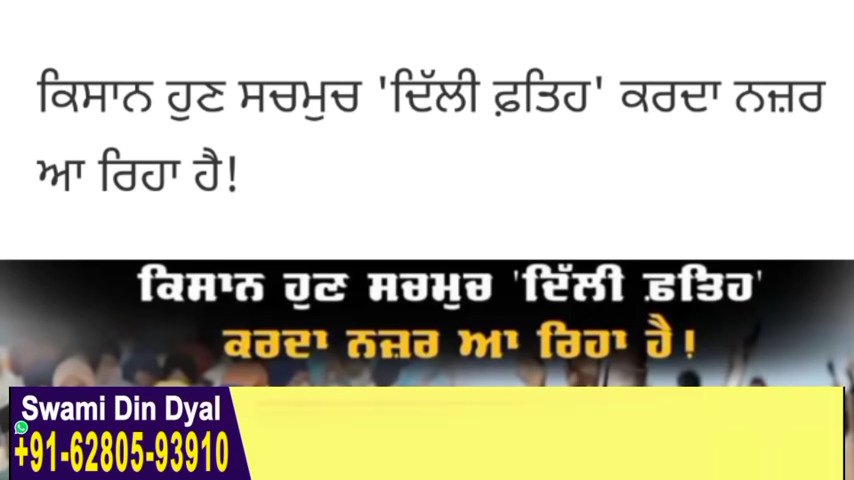 ਕਿਸਾਨ ਹੁਣ ਸਚਮੁਚ 'ਦਿੱਲੀ ਫ਼ਤਿਹ' ਕਰਦਾ ਨਜ਼ਰ
ਆ ਰਿਹਾ ਹੈ!
ਕਿਸਾਨ ਹੁਣ ਸਚਮੁਚ 'ਦਿੱਲੀ ਫ਼ਤਿਹ'
ਕਰਦਾ ਨਜ਼ਰ ਆ ਰਿਹਾ ਹੈ!
Swami Din Dyal
+91-62805-93910